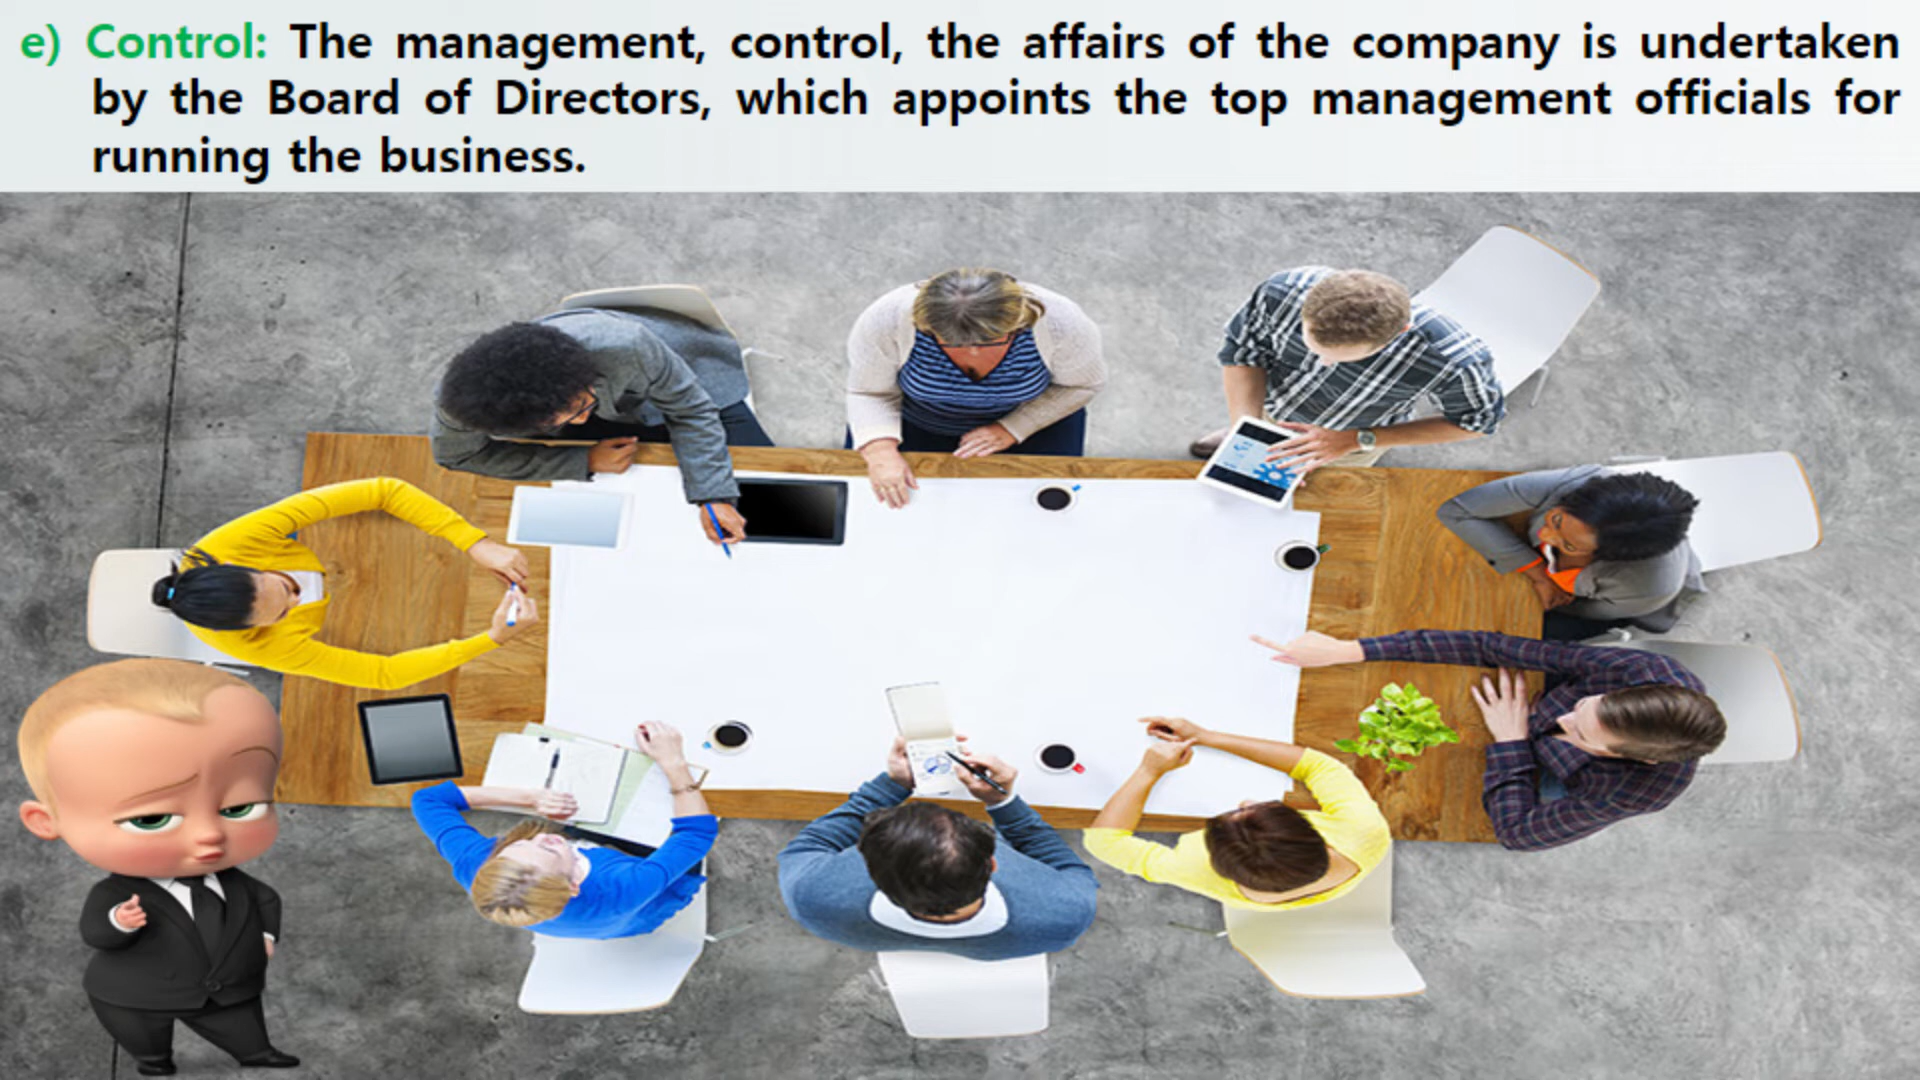 e) Control: The management, control, the affairs of the company is undertaken
by the Board of Directors, which appoints the top management officials for
running the business.